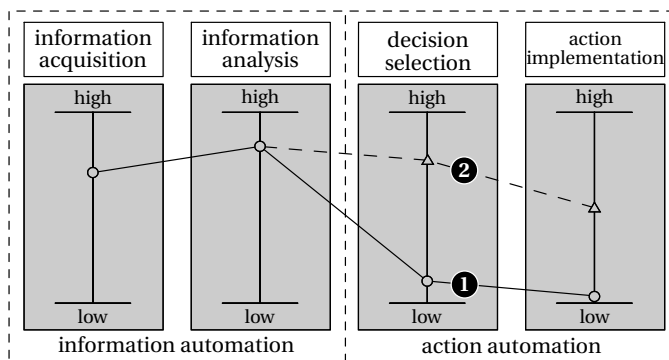 information
acquisition
information
analysis
decision
selection
action
implementation
high
high
high
high
2
1
low
low
low
low
information automation
action automation